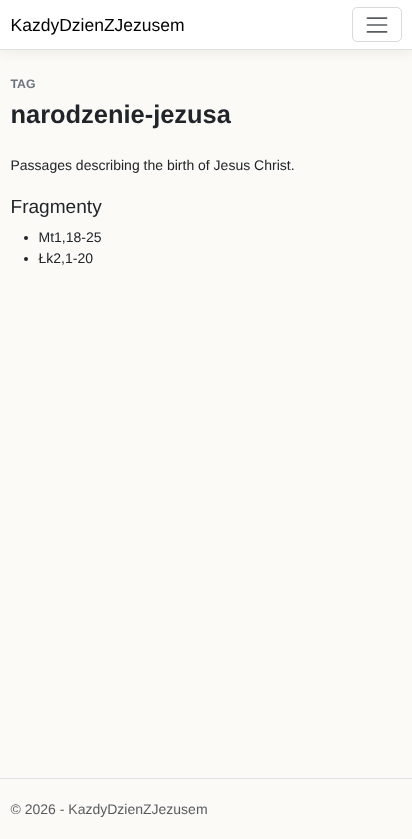 KazdyDzienZJezusem
TAG
narodzenie-jezusa
Passages describing the birth of Jesus Christ.
Fragmenty
Mt1,18-25
Łk2,1-20
© 2026 - KazdyDzienZJezusem